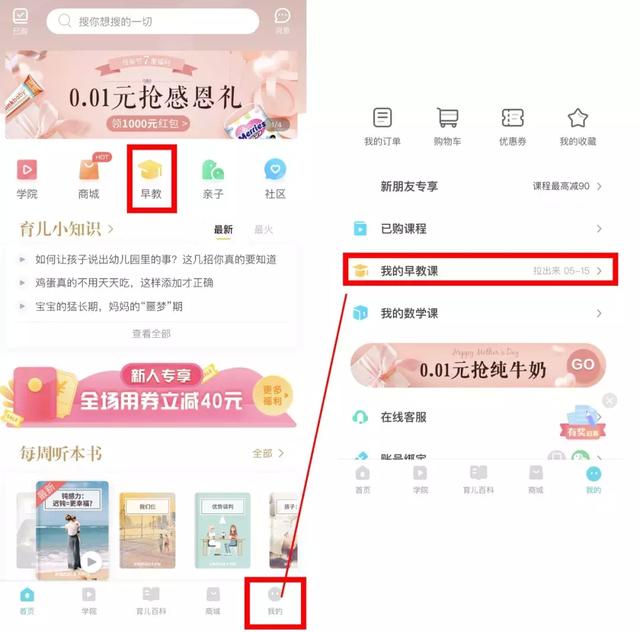 搜你想搜的一切
已购
消息
母亲节7重福利
0.01元抢感恩礼
领1000元红包 >
1/4
Merries
HOT
学院
商城
早教
亲子
社区
育儿小知识 >
最新
最火
如何让孩子说出幼儿园里的事？这几招你真的要知道
鸡蛋真的不用天天吃，这样添加才正确
宝宝的猛长期，妈妈的“噩梦”期
查看全部
新人专享
全场用券立减40元
更多
福利 >
每周听本书
全部 >
最新
钝感力：
迟钝=更幸福?
我们仨
优势谈判
孩子：
首页
学院
育儿百科
商城
我的
我的订单
购物车
优惠券
我的收藏
新朋友专享
课程最高减90 >
已购课程
我的早教课
拉出来 05-15 >
我的数学课
Happy Mother's Day
0.01元抢纯牛奶
GO
在线客服
有奖
账号绑定
首页
学院
育儿百科
商城
我的